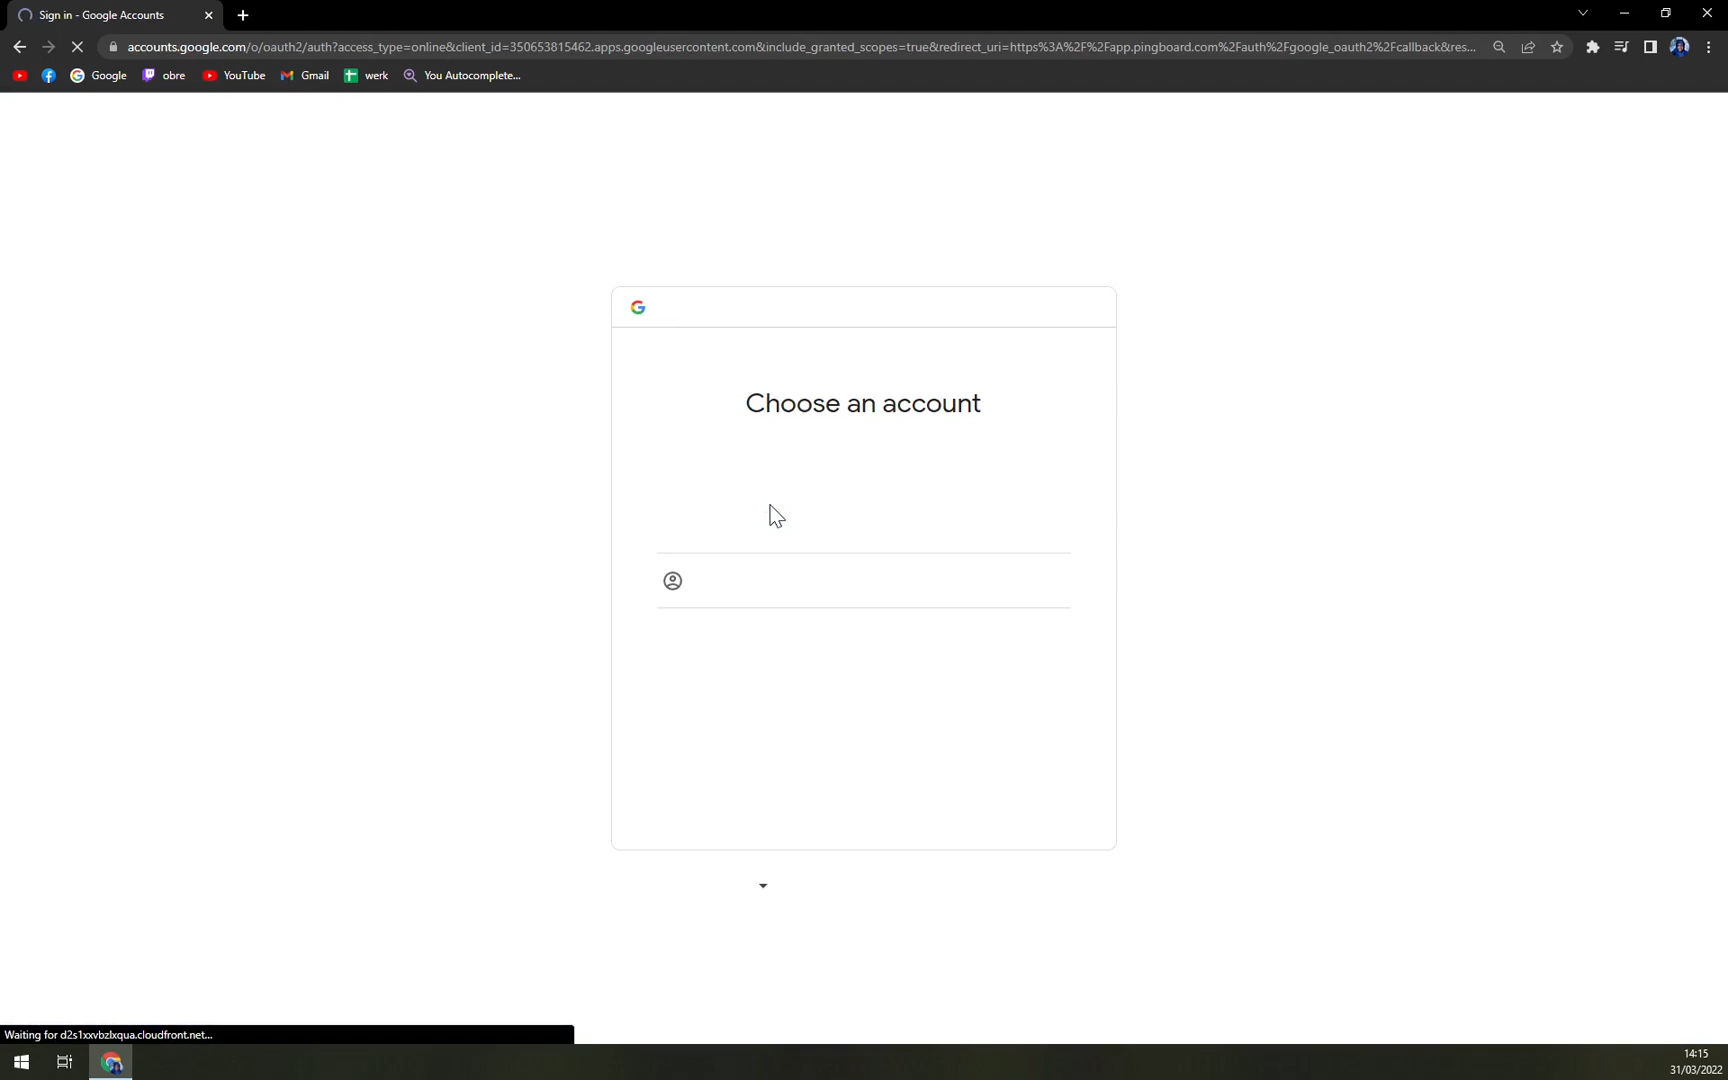 Sign in - Google Accounts
accounts.google.com/o/oauth2/auth?access_type=online&client_id=350653815462.apps.googleusercontent.com&include_granted_scopes=true&redirect_uri=https%3A%2F%2Fapp.pingboard.com%2Fauth%2Fgoogle_oauth2%2Fcallback&res...
Google obre YouTube Gmail werk You Autocomplete...
Choose an account
Waiting for d2s1xxvbzlxqua.cloudfront.net...
14:15
31/03/2022